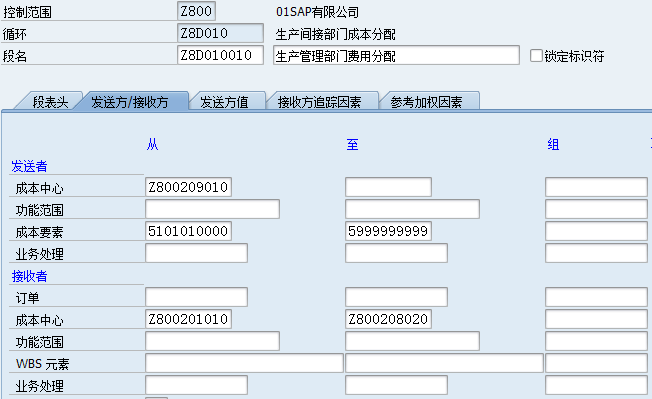 控制范围 Z800 01SAP有限公司
循环 Z8D010 生产间接部门成本分配
段名 Z8D010010 生产管理部门费用分配 锁定标识符
段表头 发送方/接收方 发送方值 接收方追踪因素 参考加权因素
从 至 组
发送者
成本中心 Z800209010
功能范围
成本要素 5101010000 5999999999
业务处理
接收者
订单
成本中心 Z800201010 Z800208020
功能范围
WBS 元素
业务处理